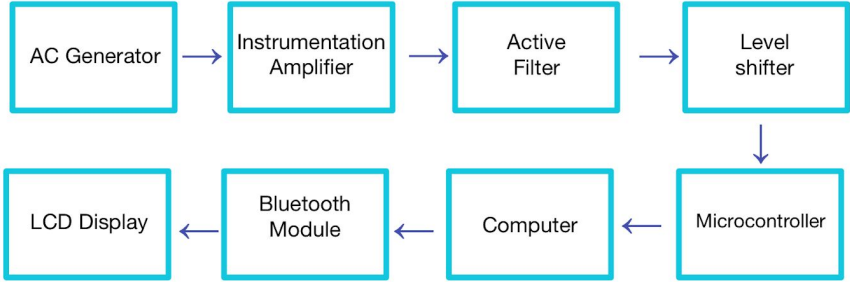 AC Generator
Instrumentation
Amplifier
Active
Filter
Level
shifter
Microcontroller
Computer
Bluetooth
Module
LCD Display